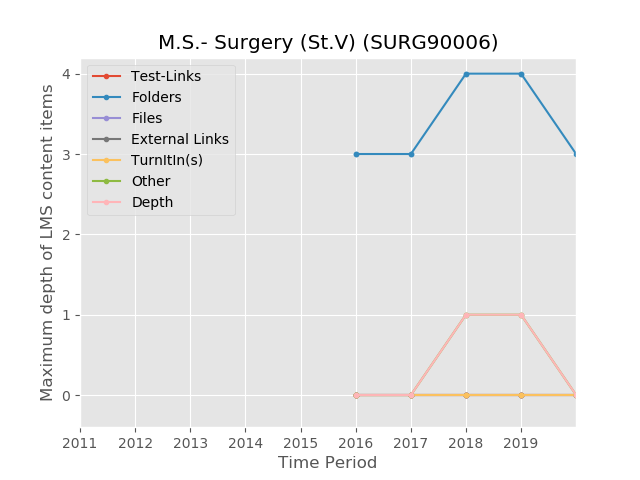 M.S.- Surgery (St.V) (SURG90006)
Test-Links
Folders
Files
External Links
TurnItIn(s)
Other
Depth
Maximum depth of LMS content items
4
3
2
1
0
2011 2012 2013 2014 2015 2016 2017 2018 2019
Time Period